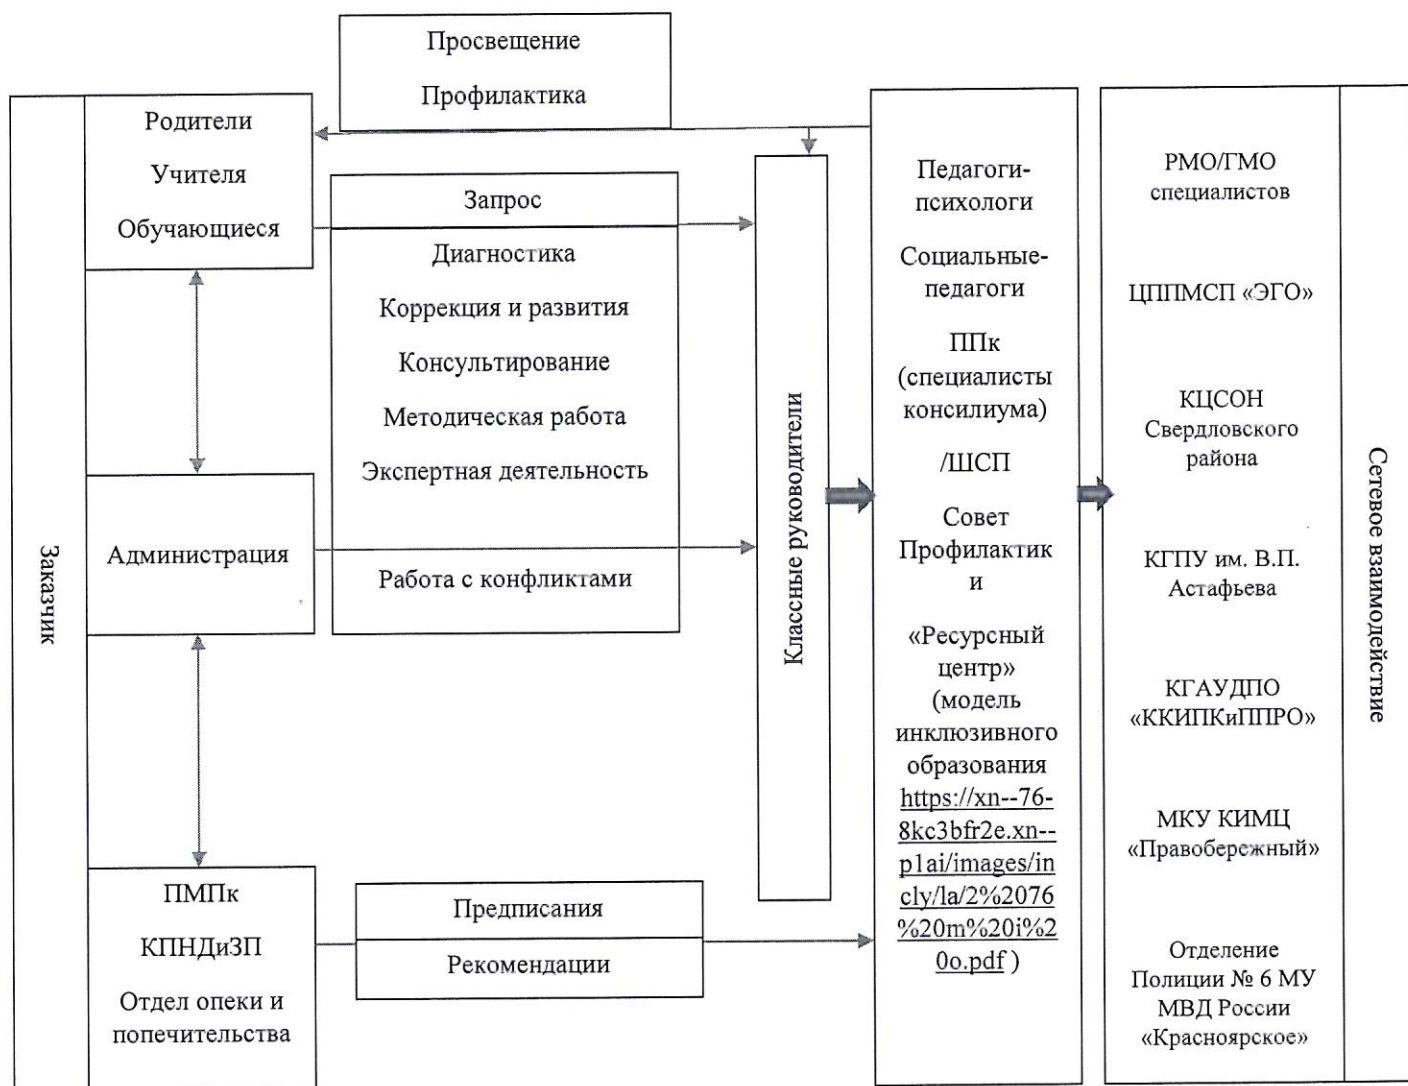 Просвещение
Профилактика
Заказчик
Родители
Учителя
Обучающиеся
Запрос
Диагностика
Коррекция и развития
Консультирование
Методическая работа
Экспертная деятельность
Администрация
Работа с конфликтами
ПМПк
КПНДиЗП
Отдел опеки и
попечительства
Предписания
Рекомендации
Классные руководители
Педагоги-
психологи
Социальные-
педагоги
ППк
(специалисты
консилиума)
/ШСП
Совет
Профилактик
и
«Ресурсный
центр»
(модель
инклюзивного
образования
https://xn--76-
8kc3bfr2e.xn--
p1ai/images/in
cly/la/2%2076
%20m%20i%2
0o.pdf )
РМО/ГМО
специалистов
ЦППМСП «ЭГО»
КЦСОН
Свердловского
района
КГПУ им. В.П.
Астафьева
КГАУДПО
«ККИПКиППРО»
МКУ КИМЦ
«Правобережный»
Отделение
Полиции № 6 МУ
МВД России
«Красноярское»
Сетевое взаимодействие